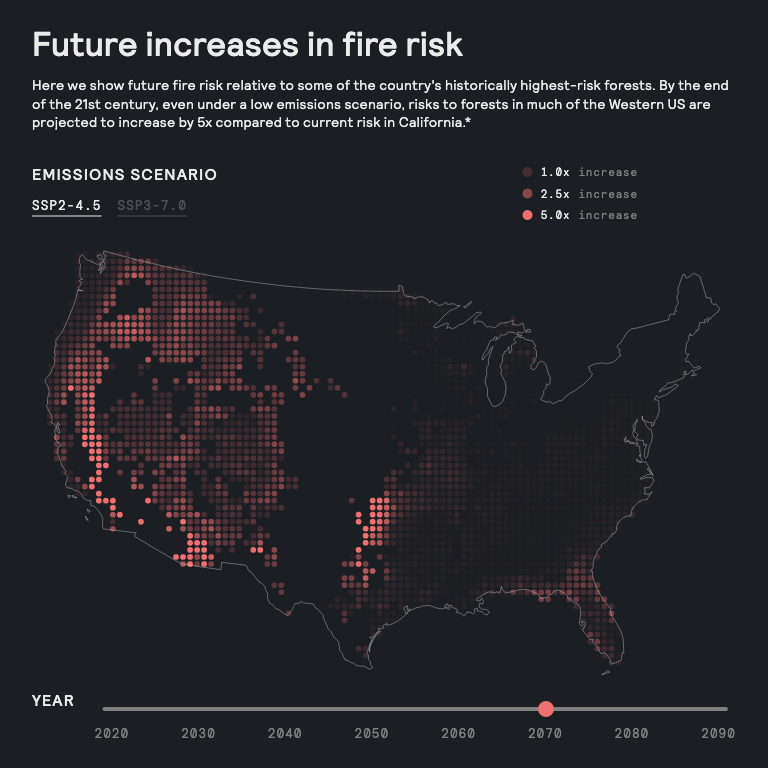 Future increases in fire risk
Here we show future fire risk relative to some of the country's historically highest-risk forests. By the end
of the 21st century, even under a low emissions scenario, risks to forests in much of the Western US are
projected to increase by 5x compared to current risk in California.*
EMISSIONS SCENARIO
SSP2-4.5 SSP3-7.0
1.0x increase
2.5x increase
5.0x increase
YEAR
2020 2030 2040 2050 2060 2070 2080 2090